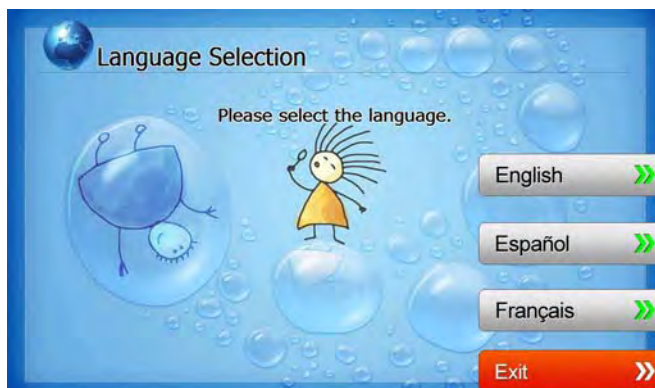 Language Selection
Please select the language.
English
Español
Français
Exit